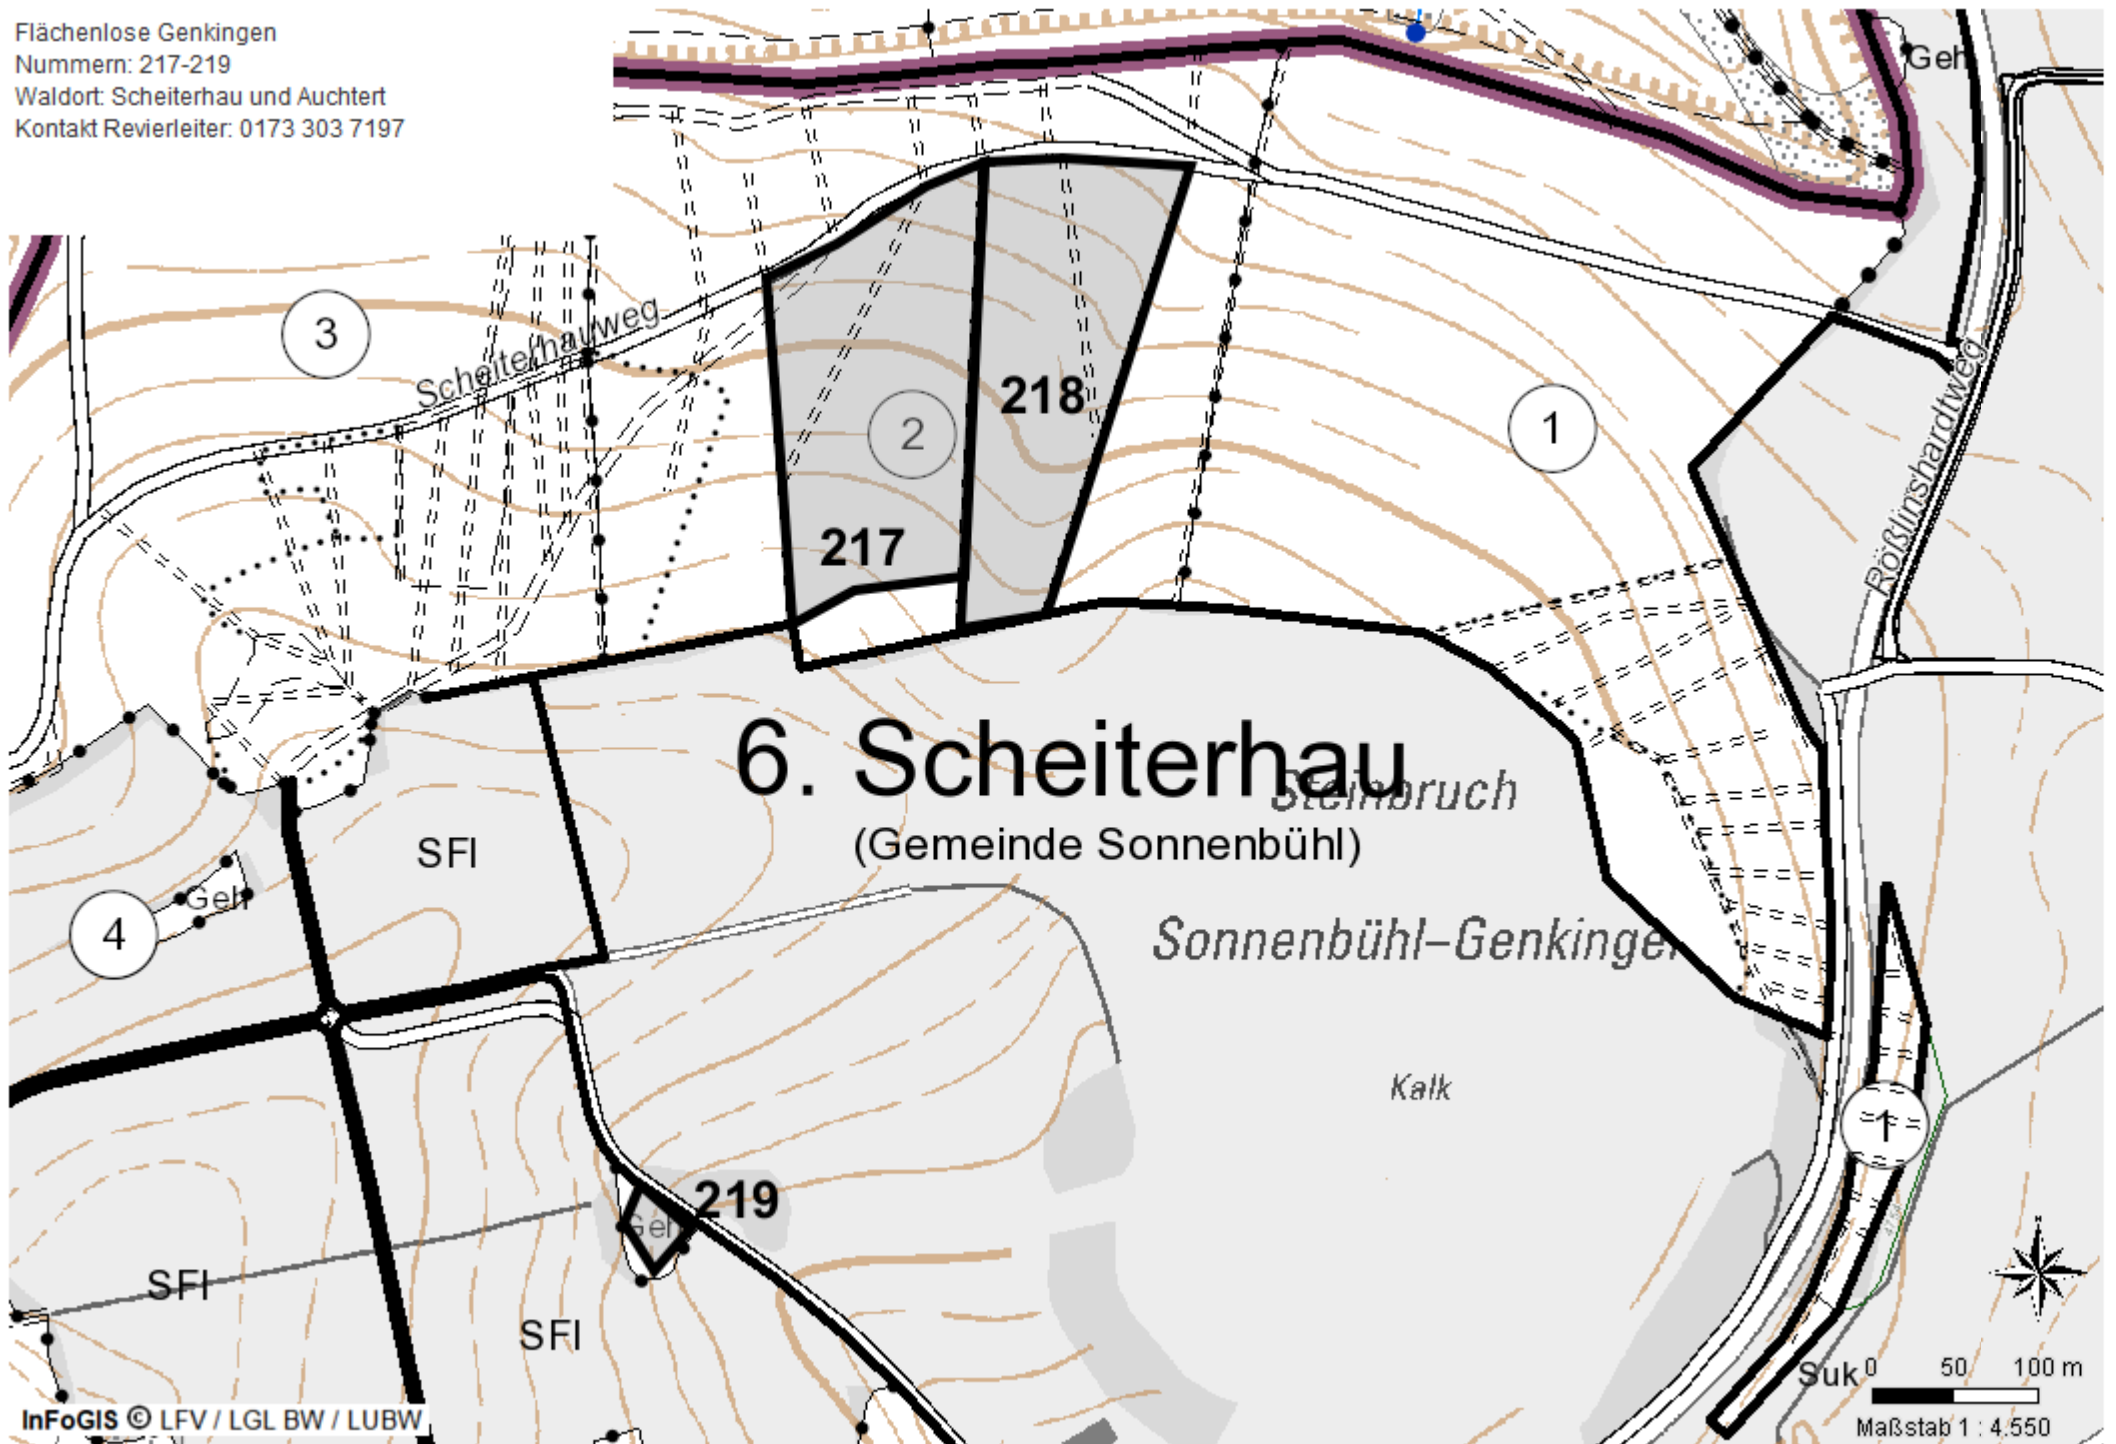 Flächenlose Genkingen
Nummern: 217-219
Waldort: Scheiterhau und Auchtert
Kontakt Revierleiter: 0173 303 7197
Geh
3
Scheiterhauweg
218
2
1
Rößlinshardtweg
217
6. Scheiterhau
Steinbruch
(Gemeinde Sonnenbühl)
SFI
Geh
4
Sonnenbühl-Genkingen
Kalk
1
219
Geh
SFI
SFI
Suk
0 50 100 m
Maßstab 1 : 4.550
InFoGIS © LFV / LGL BW / LUBW